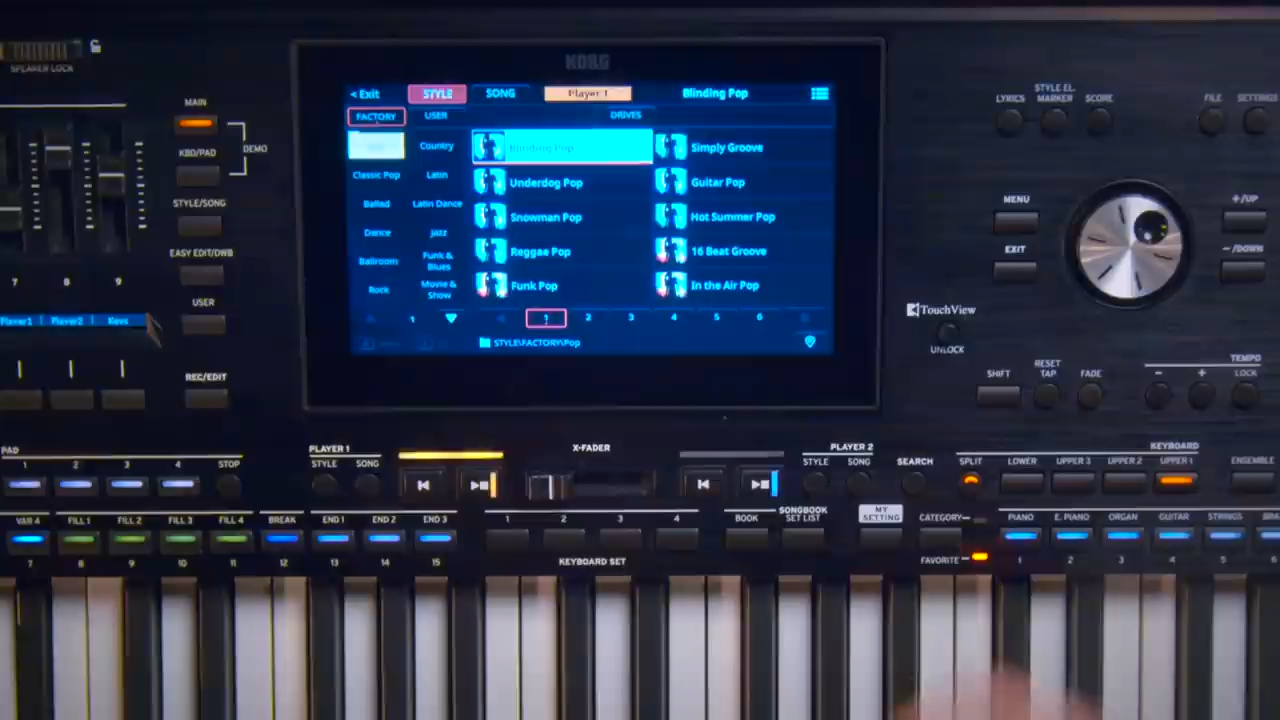 SPEAKER LOCK
KORG
< Exit STYLE SONG Player 1 Blinding Pop
FACTORY USER DRIVES
Country Blinding Pop Simply Groove
Classic Pop Latin Underdog Pop Guitar Pop
Ballad Latin Dance Snowman Pop Hot Summer Pop
Dance Jazz Reggae Pop 16 Beat Groove
Ballroom Funk & Blues
Rock Movie & Show Funk Pop In the Air Pop
1 1 2 3 4 5 6
STYLE\FACTORY\Pop
MAIN
KBD/PAD
DEMO
STYLE/SONG
EASY EDIT/DWB
USER
REC/EDIT
7 8 9
Player1 | Player2 | Keys
LYRICS STYLE EL. MARKER SCORE FILE SETTINGS
MENU +/UP
EXIT -/DOWN
TouchView
UNLOCK
SHIFT RESET TAP FADE TEMPO
- + LOCK
PAD
1 2 3 4 STOP
PLAYER 1
STYLE SONG
X-FADER
PLAYER 2
STYLE SONG
SEARCH
KEYBOARD
SPLIT LOWER UPPER 3 UPPER 2 UPPER 1 ENSEMBLE
VAR 4 FILL 1 FILL 2 FILL 3 FILL 4 BREAK END 1 END 2 END 3
7 8 9 10 11 12 13 14 15
1 2 3 4
KEYBOARD SET
SONGBOOK
BOOK SET LIST
MY SETTING
CATEGORY
FAVORITE
PIANO E. PIANO ORGAN GUITAR STRINGS
1 2 3 4 5 6